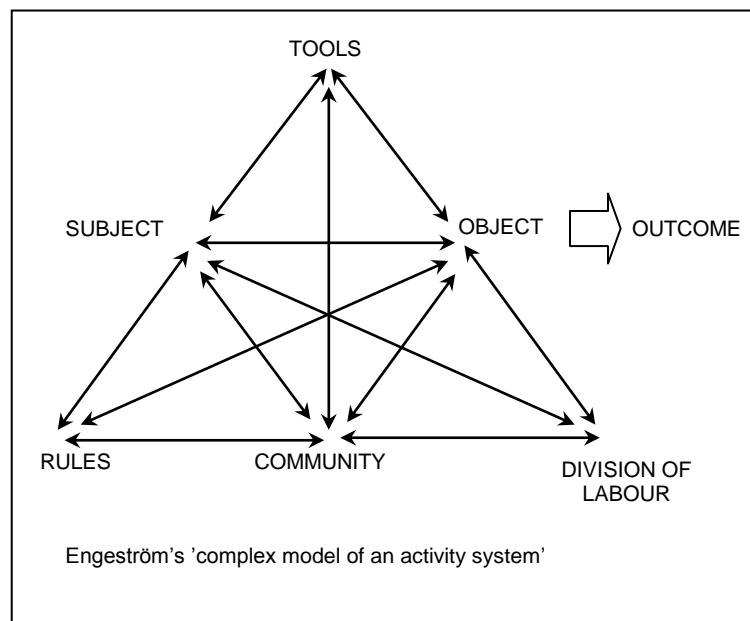 TOOLS
SUBJECT
OBJECT
OUTCOME
RULES
COMMUNITY
DIVISION OF
LABOUR
Engeström’s ’complex model of an activity system’